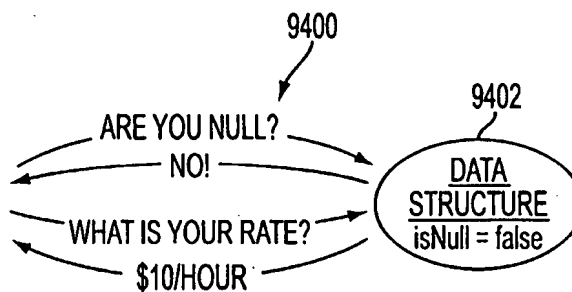 9400
9402
ARE YOU NULL?
NO!
WHAT IS YOUR RATE?
$10/HOUR
DATA
STRUCTURE
isNull = false